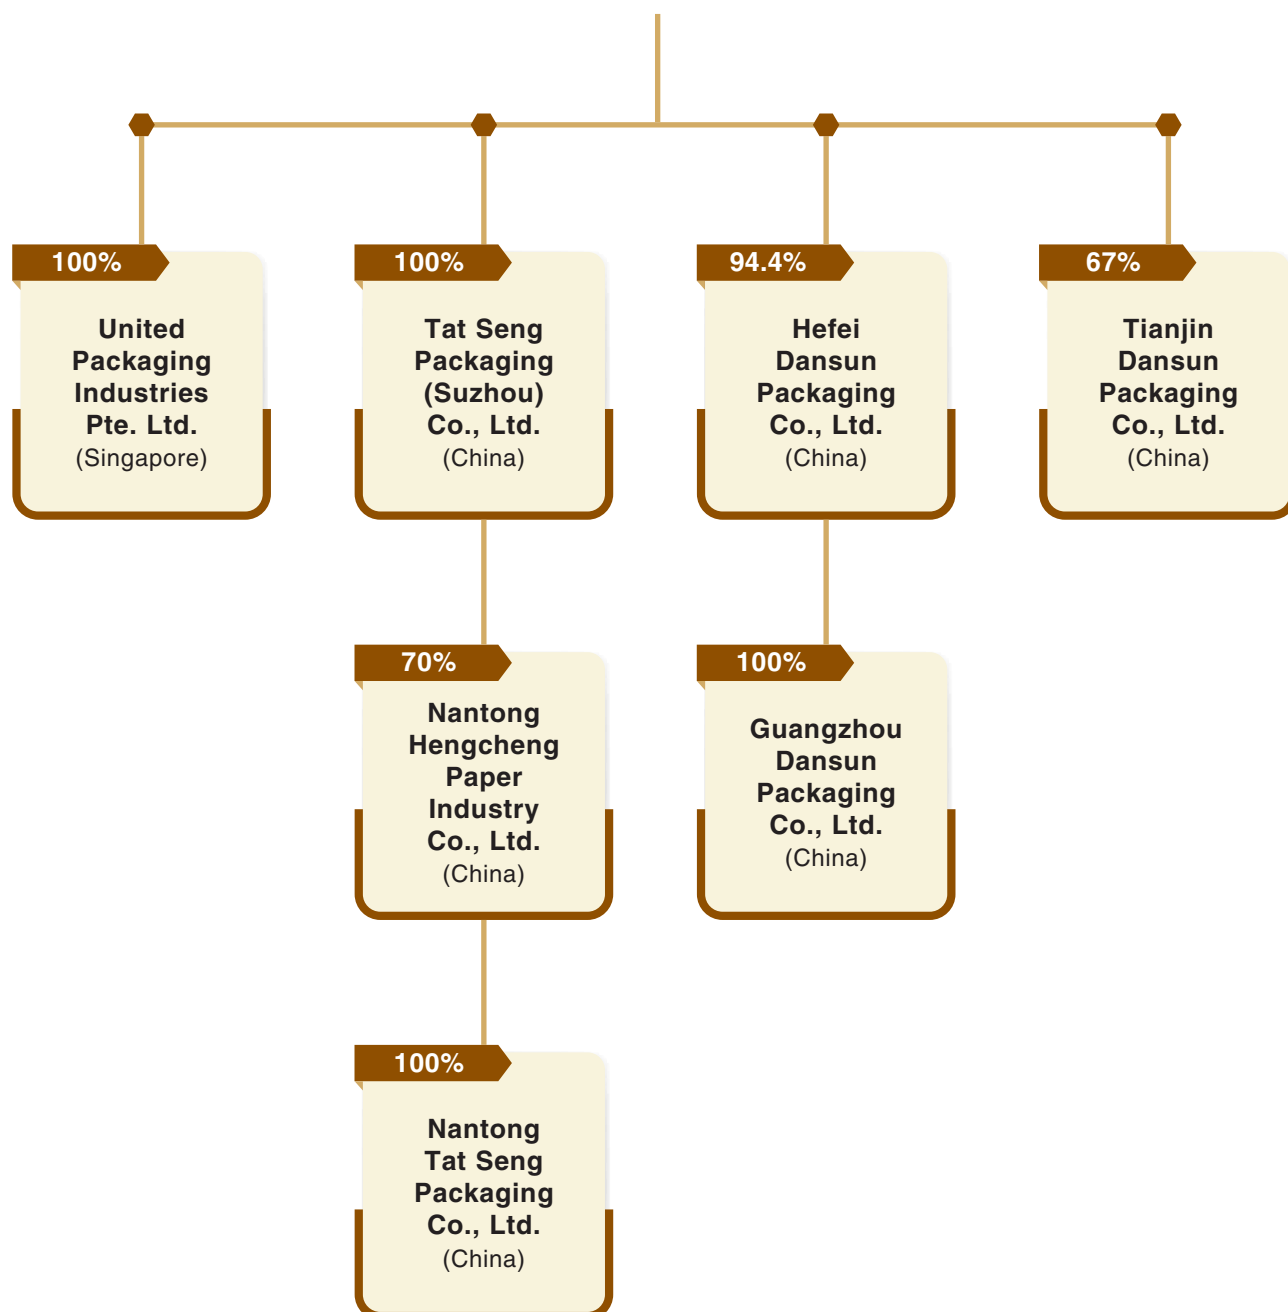 100%
United
Packaging
Industries
Pte. Ltd.
(Singapore)
100%
Tat Seng
Packaging
(Suzhou)
Co., Ltd.
(China)
94.4%
Hefei
Dansun
Packaging
Co., Ltd.
(China)
67%
Tianjin
Dansun
Packaging
Co., Ltd.
(China)
70%
Nantong
Hengcheng
Paper
Industry
Co., Ltd.
(China)
100%
Guangzhou
Dansun
Packaging
Co., Ltd.
(China)
100%
Nantong
Tat Seng
Packaging
Co., Ltd.
(China)